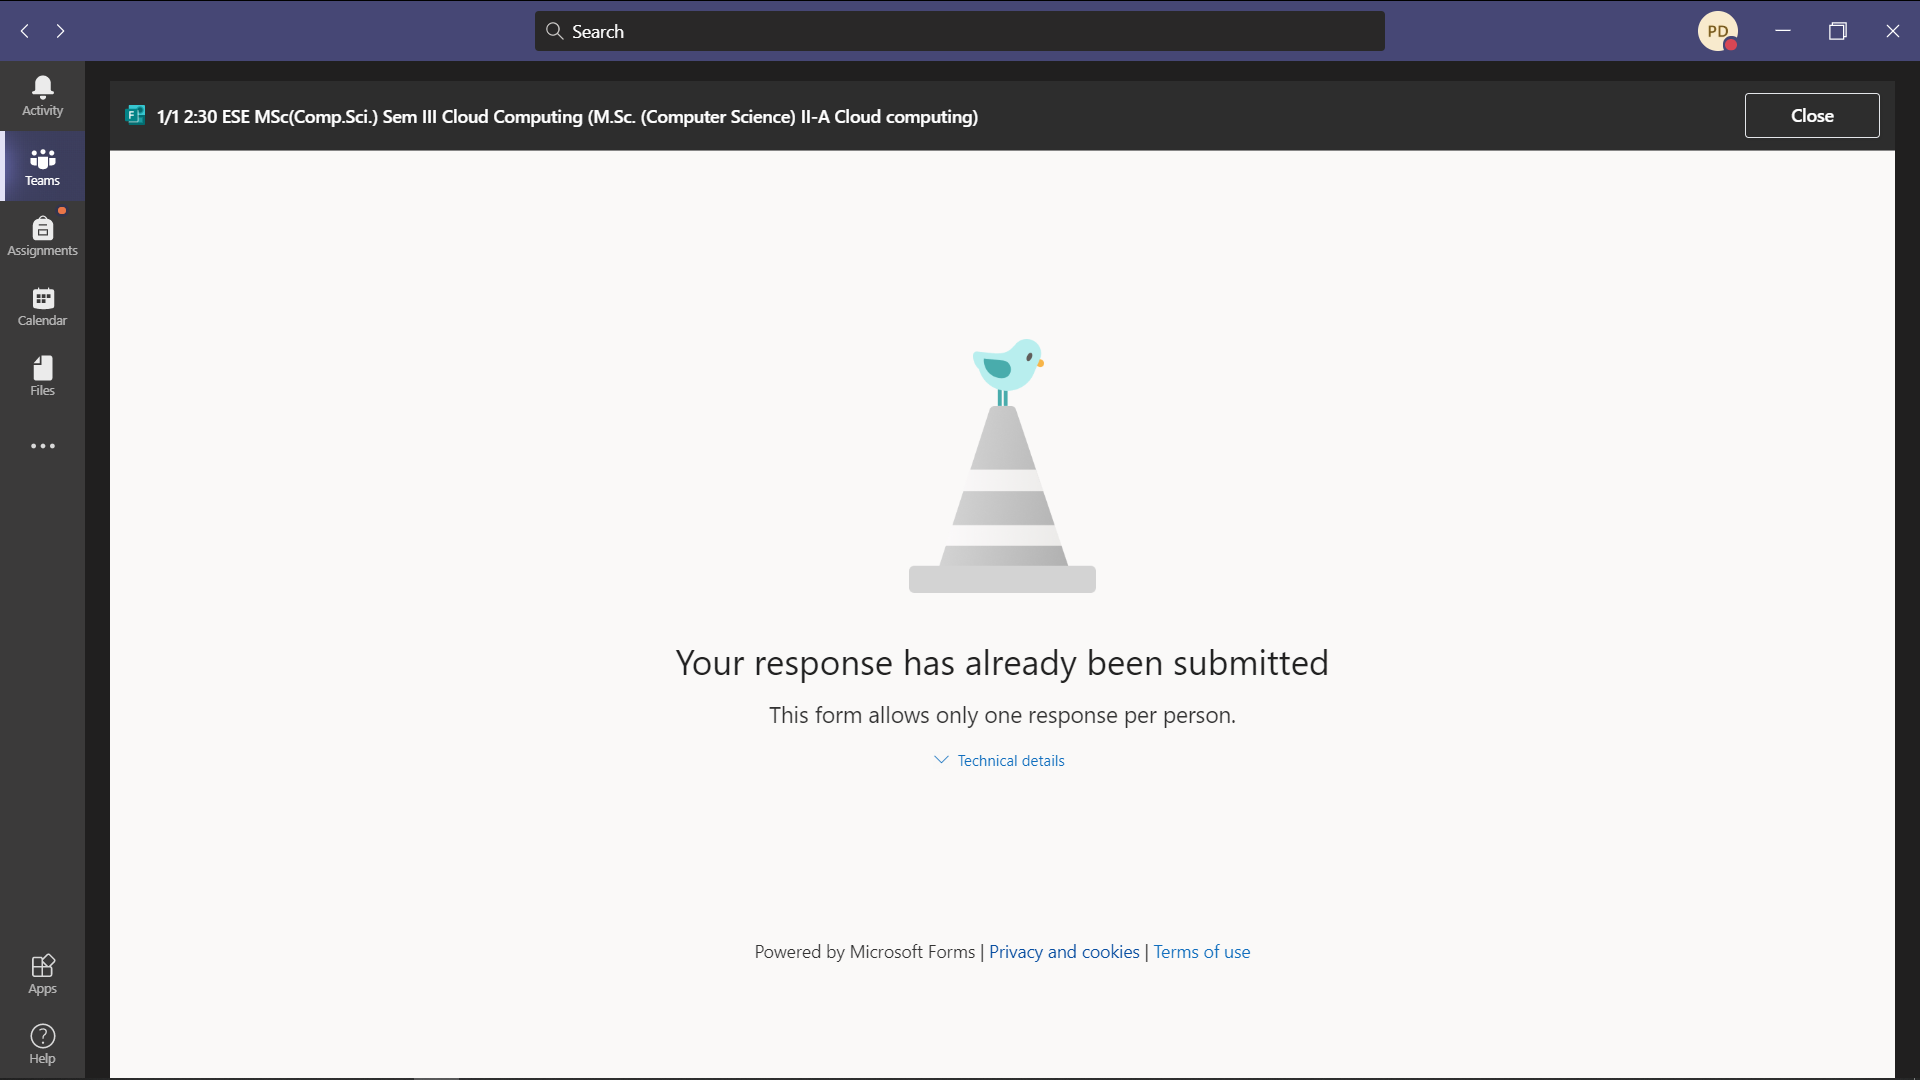 Search
PD
Activity
Teams
Assignments
Calendar
Files
Apps
Help
1/1 2:30 ESE MSc(Comp.Sci.) Sem III Cloud Computing (M.Sc. (Computer Science) II-A Cloud computing)
Close
Your response has already been submitted
This form allows only one response per person.
Technical details
Powered by Microsoft Forms | Privacy and cookies | Terms of use